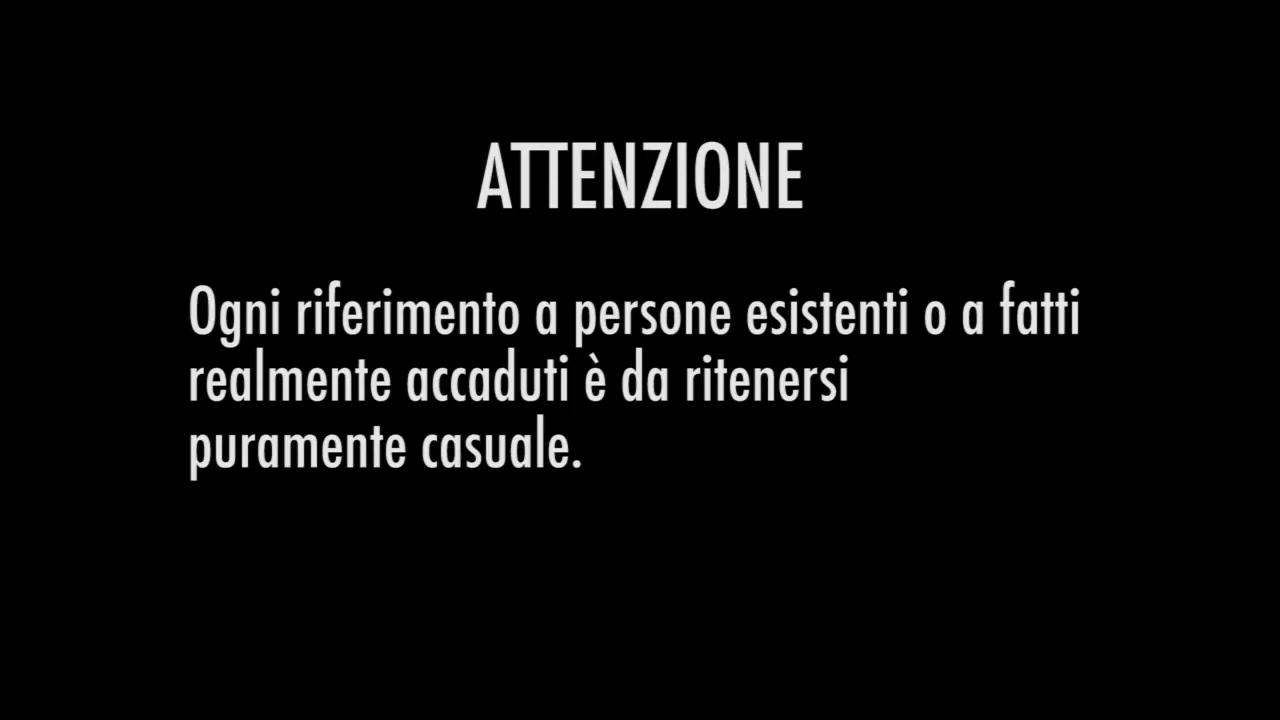 ATTENZIONE
Ogni riferimento a persone esistenti o a fatti
realmente accaduti è da ritenersi
puramente casuale.